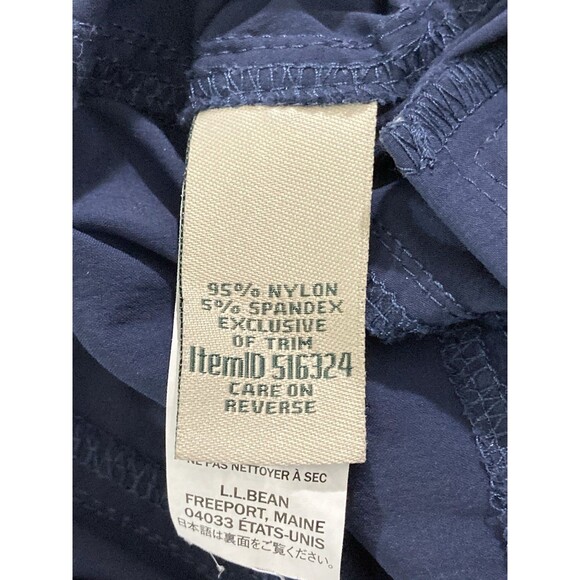 95% NYLON
5% SPANDEX
EXCLUSIVE
OF TRIM
ItemID 516324
CARE ON
REVERSE
NE PAS NETTOYER À SEC
L.L.BEAN
FREEPORT, MAINE
04033 ÉTATS-UNIS
日本語は裏面をご覧ください.